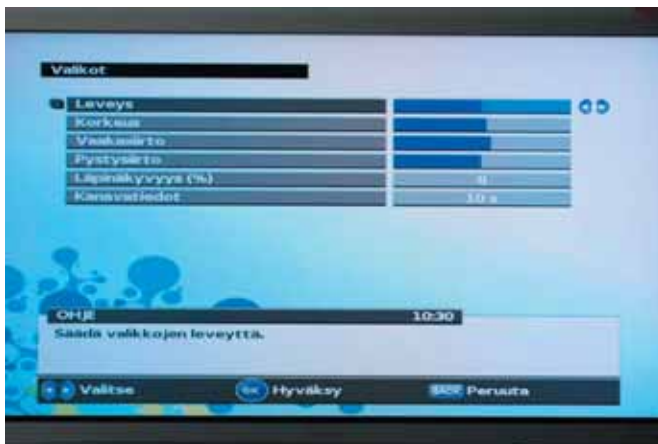 Valikot
Leveys
Korkeus
Vaakasiirto
Pystysiirto
Läpinäkyvyys (%) 0
Kanavatiedot 10 s
OHJE 10:30
Säädä valikkojen leveyttä.
Valitse OK Hyväksy BACK Peruuta